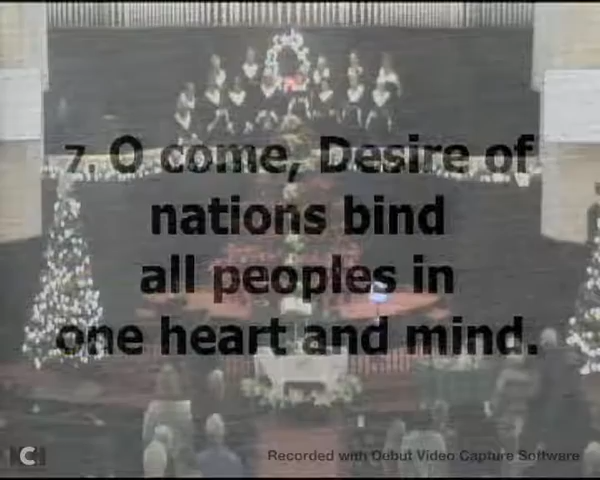 7. O come, Desire of
nations bind
all peoples in
one heart and mind.
Recorded with Debut Video Capture Software